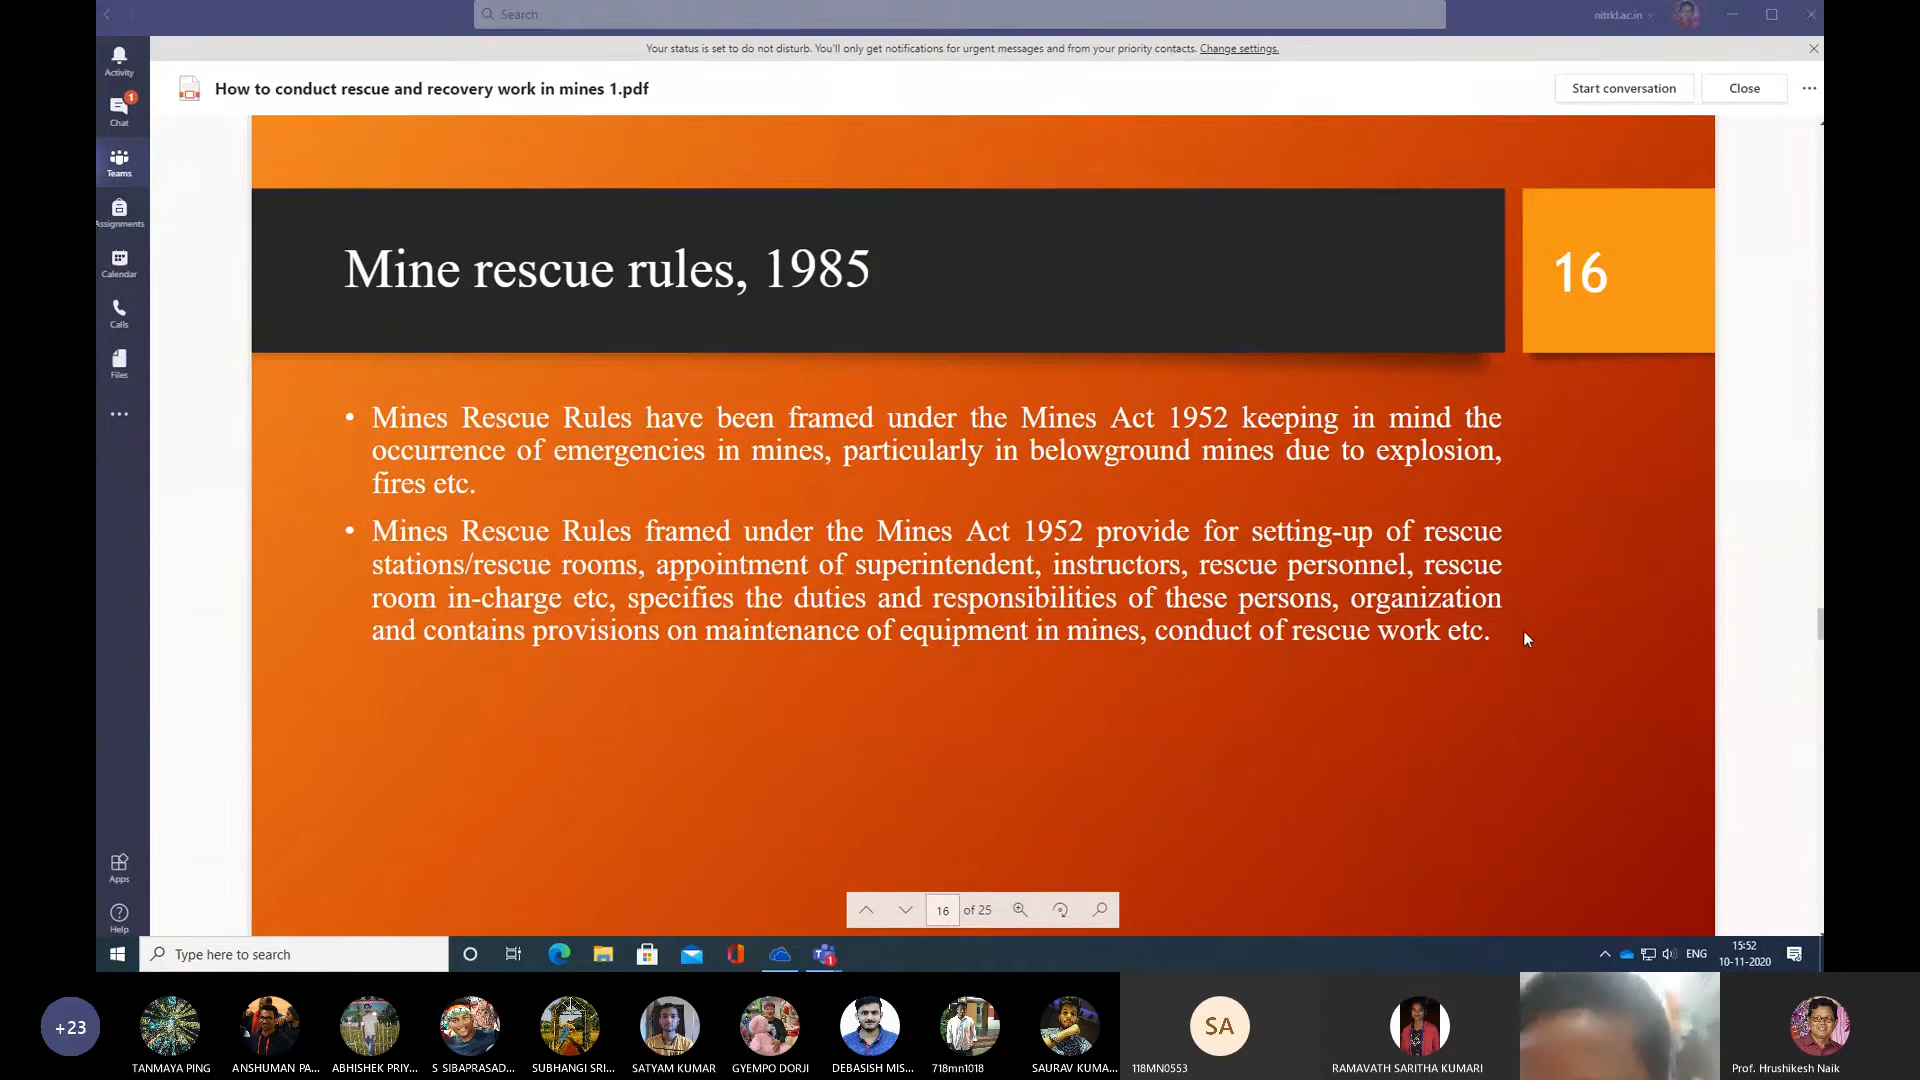 Search
nitrkl.ac.in
Your status is set to do not disturb. You'll only get notifications for urgent messages and from your priority contacts. Change settings.
Activity
How to conduct rescue and recovery work in mines 1.pdf
Start conversation
Close
1
Chat
Teams
Assignments
Calendar
Calls
Files
Mine rescue rules, 1985
16
• Mines Rescue Rules have been framed under the Mines Act 1952 keeping in mind the
occurrence of emergencies in mines, particularly in belowground mines due to explosion,
fires etc.
• Mines Rescue Rules framed under the Mines Act 1952 provide for setting-up of rescue
stations/rescue rooms, appointment of superintendent, instructors, rescue personnel, rescue
room in-charge etc, specifies the duties and responsibilities of these persons, organization
and contains provisions on maintenance of equipment in mines, conduct of rescue work etc.
Apps
Help
16 of 25
Type here to search
1
ENG
15:52
10-11-2020
+23
SA
TANMAYA PING
ANSHUMAN PA...
ABHISHEK PRIY...
S SIBAPRASAD...
SUBHANGI SRI...
SATYAM KUMAR
GYEMPO DORJI
DEBASISH MIS...
718mn1018
SAURAV KUMA...
118MN0553
RAMAVATH SARITHA KUMARI
Prof. Hrushikesh Naik